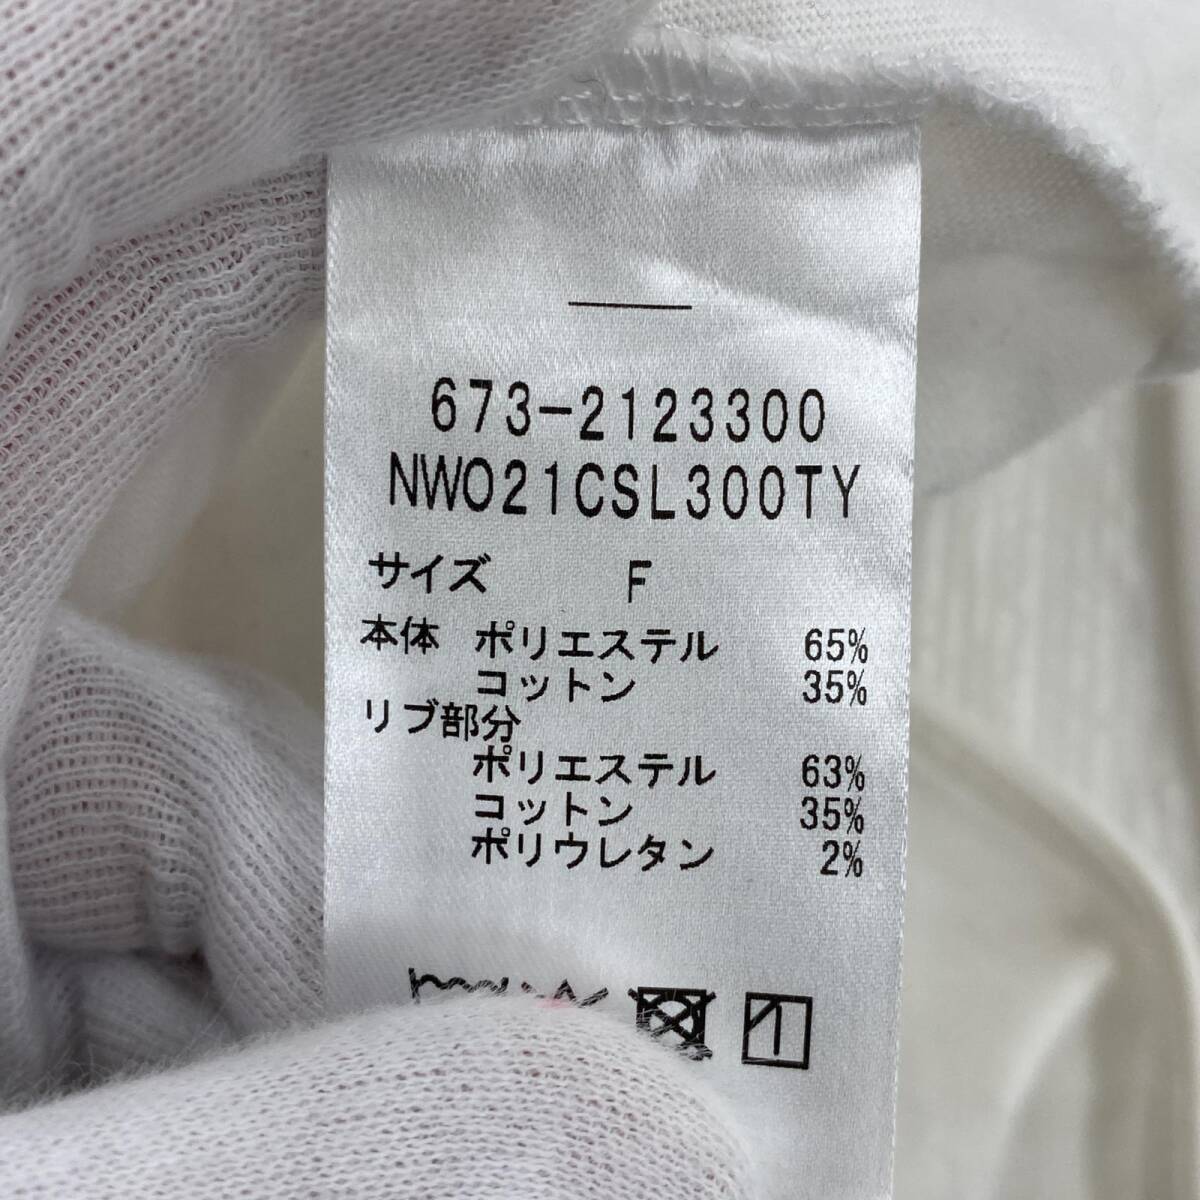 673-2123300
NW021CSL300TY
サイズ F
本体 ポリエステル 65%
コットン 35%
リブ部分
ポリエステル 63%
コットン 35%
ポリウレタン 2%